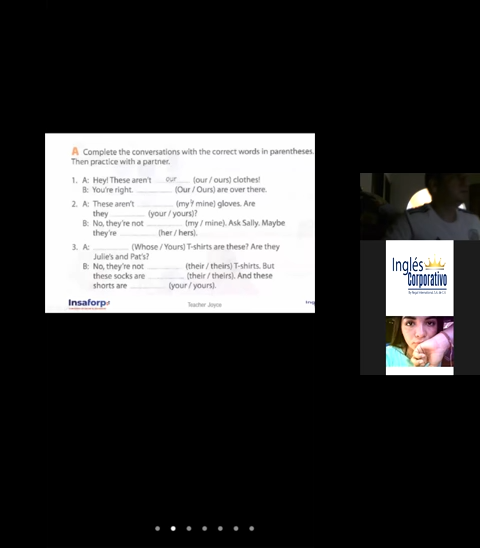 A Complete the conversations with the correct words in parentheses.
Then practice with a partner.
1. A: Hey! These aren't our (our / ours) clothes!
B: You're right. (Our / Ours) are over there.
2. A: These aren't (my / mine) gloves. Are
they (your / yours)?
B: No, they're not (my / mine). Ask Sally. Maybe
they're (her / hers).
3. A: (Whose / Yours) T-shirts are these? Are they
Julie's and Pat's?
B: No, they're not (their / theirs) T-shirts. But
these socks are (their / theirs). And these
shorts are (your / yours).
Insaforp
Teacher Joyce
Inglés
Corporativo